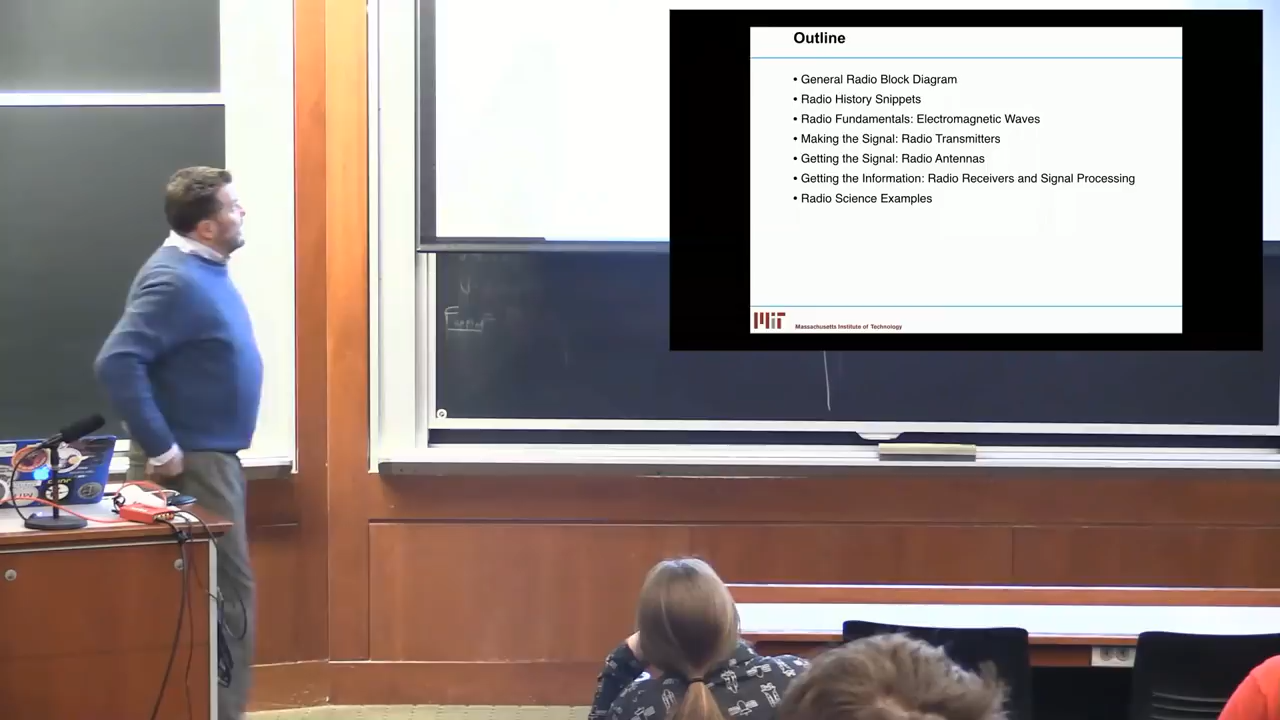 Outline
• General Radio Block Diagram
• Radio History Snippets
• Radio Fundamentals: Electromagnetic Waves
• Making the Signal: Radio Transmitters
• Getting the Signal: Radio Antennas
• Getting the Information: Radio Receivers and Signal Processing
• Radio Science Examples
MIT Massachusetts Institute of Technology